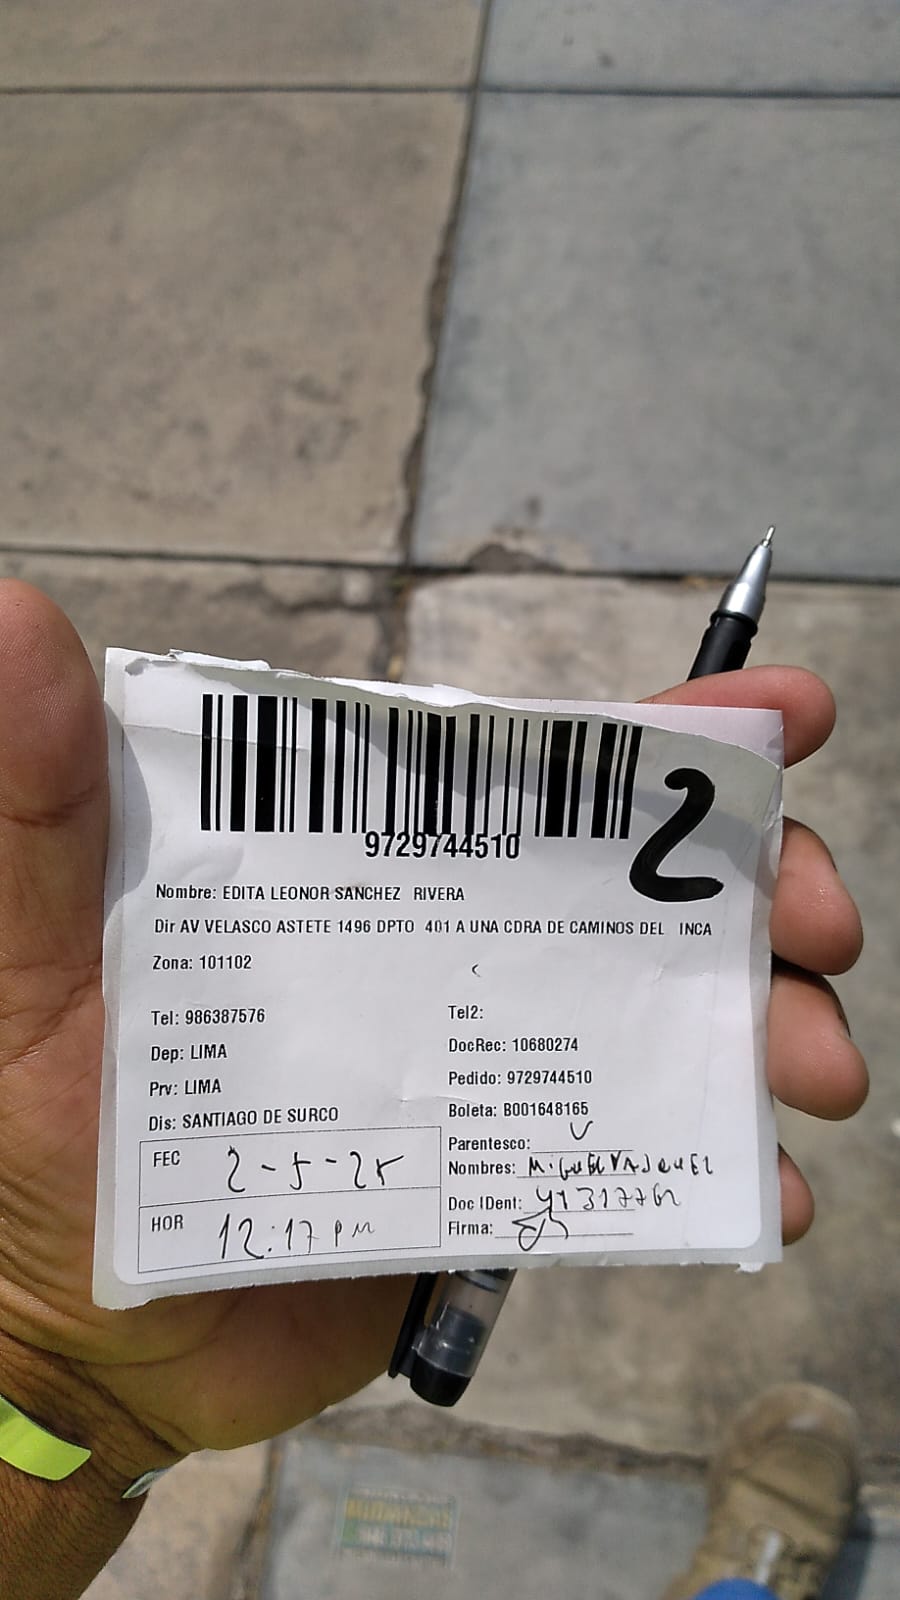 2
9729744510
Nombre: EDITA LEONOR SANCHEZ RIVERA
Dir AV VELASCO ASTETE 1496 DPTO 401 A UNA CDRA DE CAMINOS DEL INCA
Zona: 101102
Tel: 986387576
Tel2:
Dep: LIMA
DocRec: 10680274
Prv: LIMA
Pedido: 9729744510
Dis: SANTIAGO DE SURCO
Boleta: B001648165
Parentesco:
FEC 2-5-25
Nombres: MIGUEL
Doc IDent:
HOR 12:17 pm
Firma: